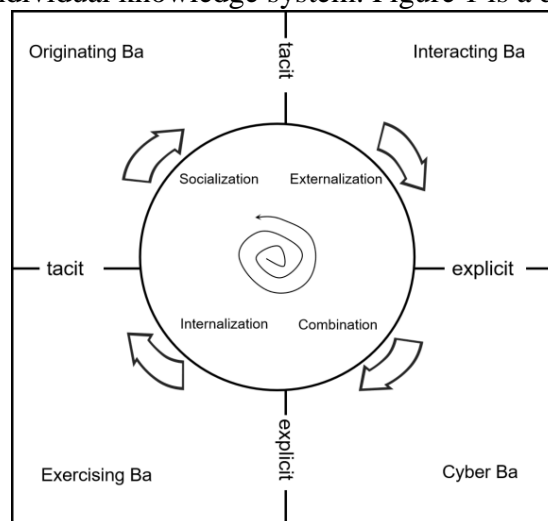 ndividual knowledge system. Figure 1 is a
Originating Ba
tacit
Interacting Ba
Socialization
Externalization
tacit
explicit
Internalization
Combination
explicit
Exercising Ba
Cyber Ba